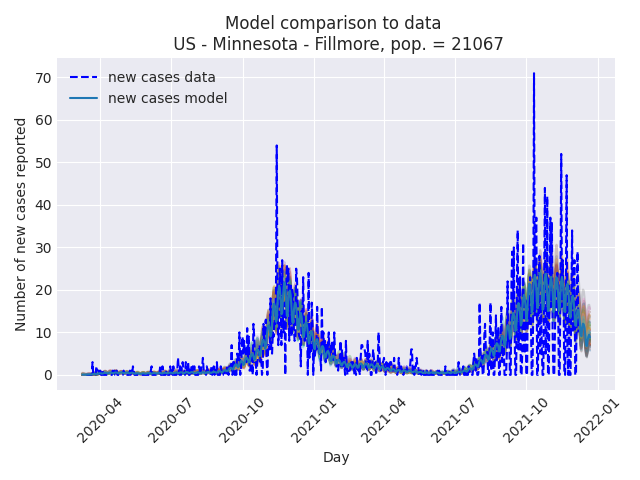 Model comparison to data
US - Minnesota - Fillmore, pop. = 21067
new cases data
new cases model
Number of new cases reported
70
60
50
40
30
20
10
0
2020-04
2020-07
2020-10
2021-01
2021-04
2021-07
2021-10
2022-01
Day